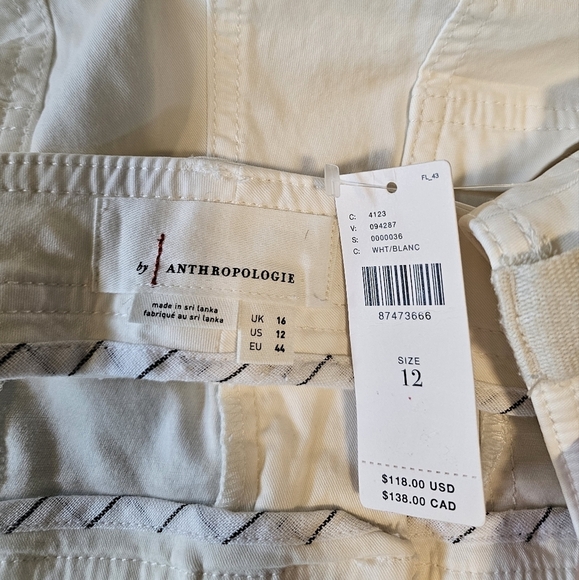 by ANTHROPOLOGIE
made in sri lanka
fabriqué au sri lanka
UK 16
US 12
EU 44
FL_43
C: 4123
V: 094287
S: 0000036
C: WHT/BLANC
87473666
SIZE
12
$118.00 USD
$138.00 CAD